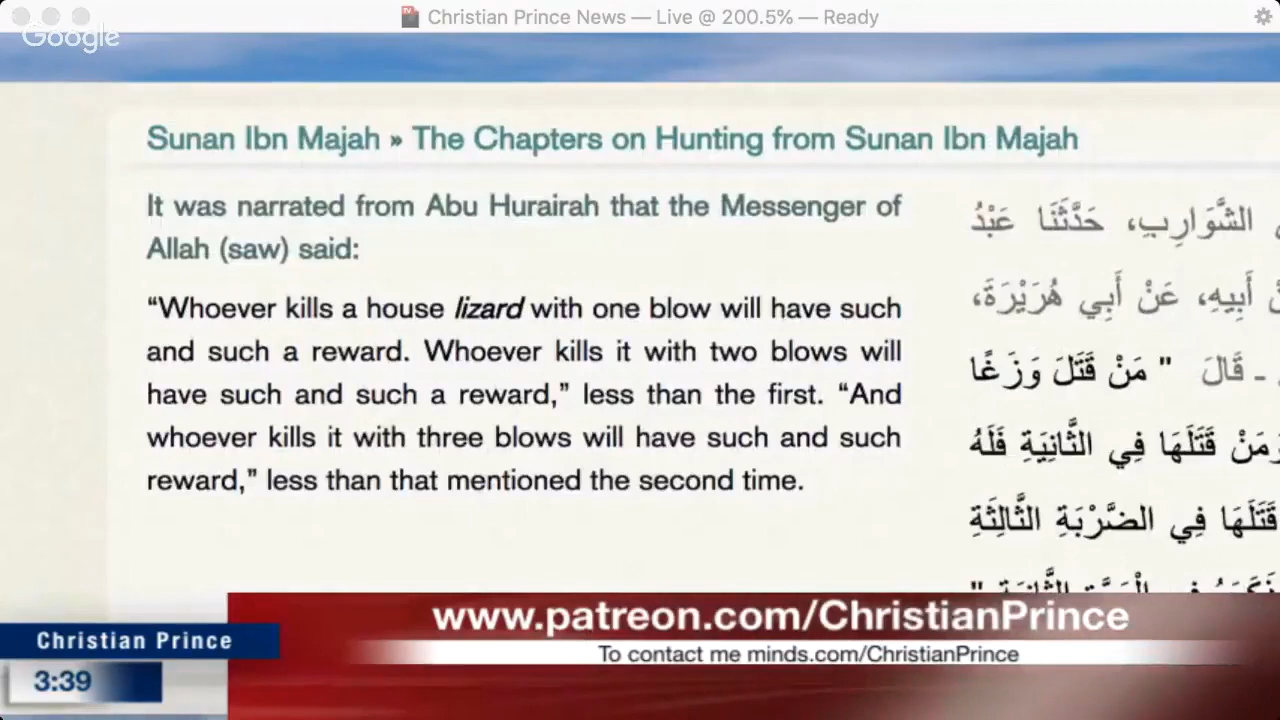 Christian Prince News — Live @ 200.5% — Ready
Google
Sunan Ibn Majah » The Chapters on Hunting from Sunan Ibn Majah
It was narrated from Abu Hurairah that the Messenger of
Allah (saw) said:
“Whoever kills a house lizard with one blow will have such
and such a reward. Whoever kills it with two blows will
have such and such a reward,” less than the first. “And
whoever kills it with three blows will have such and such
reward,” less than that mentioned the second time.
الشَّوَارِبِ، حَدَّثَنَا عَبْدُ
أَبِيهِ، عَنْ أَبِي هُرَيْرَةَ،
ـ قَالَ ‏"‏ مَنْ قَتَلَ وَزَغًا
وَمَنْ قَتَلَهَا فِي الثَّانِيَةِ فَلَهُ
قَتَلَهَا فِي الضَّرْبَةِ الثَّالِثَةِ
www.patreon.com/ChristianPrince
To contact me minds.com/ChristianPrince
Christian Prince
3:39